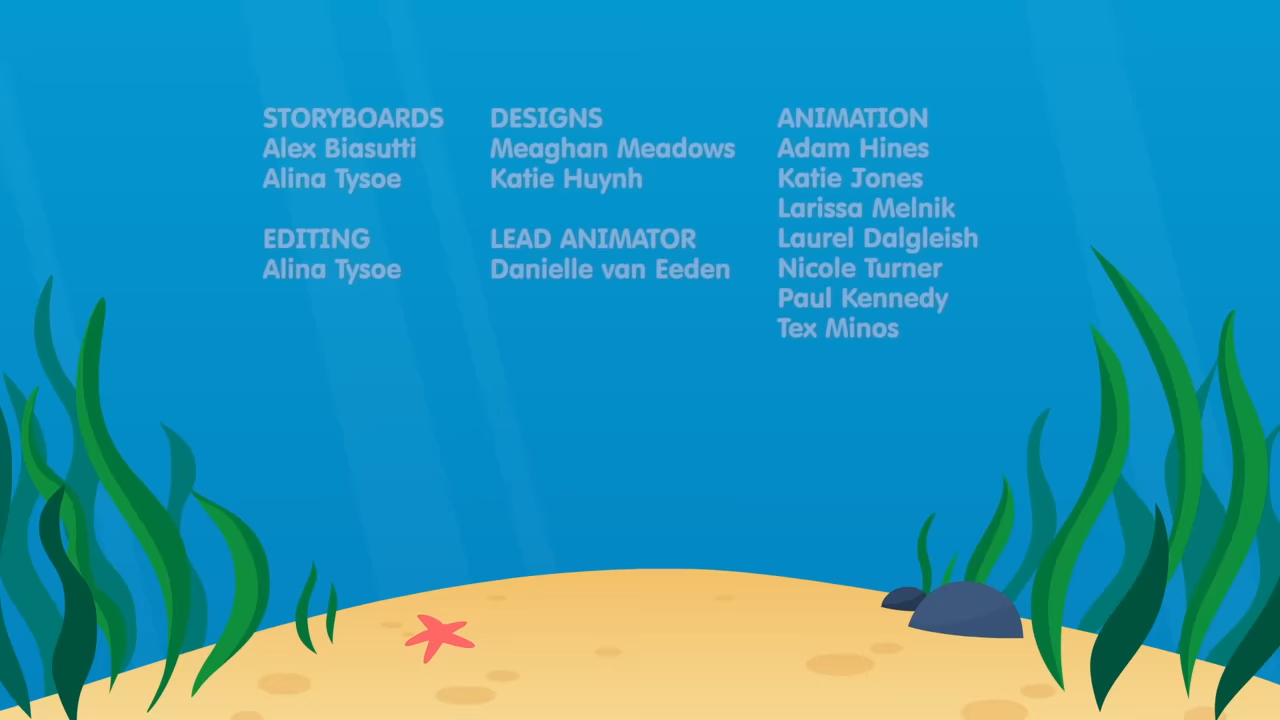 STORYBOARDS
Alex Biasutti
Alina Tysoe
EDITING
Alina Tysoe
DESIGNS
Meaghan Meadows
Katie Huynh
LEAD ANIMATOR
Danielle van Eeden
ANIMATION
Adam Hines
Katie Jones
Larissa Melnik
Laurel Dalgleish
Nicole Turner
Paul Kennedy
Tex Minos